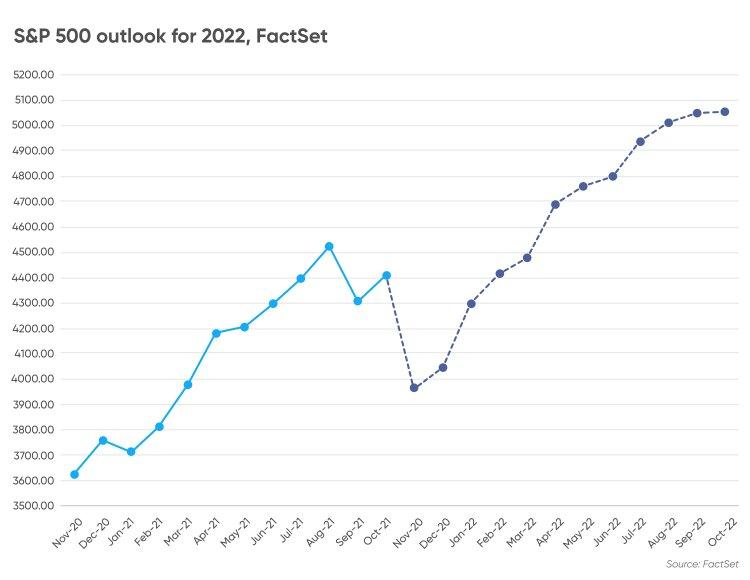 S&P 500 outlook for 2022, FactSet
5200.00
5100.00
5000.00
4900.00
4800.00
4700.00
4600.00
4500.00
4400.00
4300.00
4200.00
4100.00
4000.00
3900.00
3800.00
3700.00
3600.00
3500.00
Nov-20
Dec-20
Jan-21
Feb-21
Mar-21
Apr-21
May-21
Jun-21
Jul-21
Aug-21
Sep-21
Oct-21
Nov-20
Dec-20
Jan-22
Feb-22
Mar-22
Apr-22
May-22
Jun-22
Jul-22
Aug-22
Sep-22
Oct-22
Source: FactSet